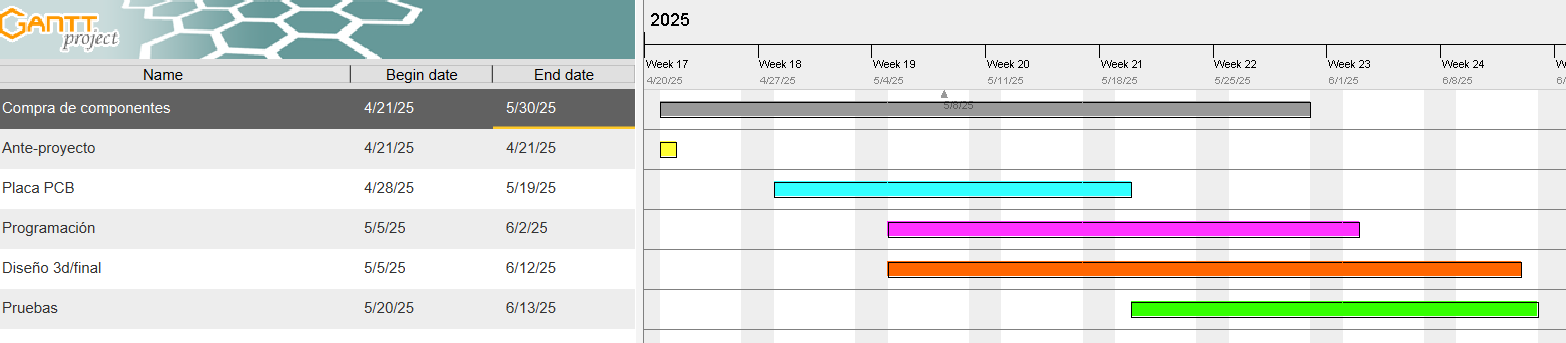 GANTT
project
2025
Week 17 Week 18 Week 19 Week 20 Week 21 Week 22 Week 23 Week 24
4/20/25 4/27/25 5/4/25 5/11/25 5/18/25 5/25/25 6/1/25 6/8/25
Name Begin date End date
5/8/25
Compra de componentes 4/21/25 5/30/25
Ante-proyecto 4/21/25 4/21/25
Placa PCB 4/28/25 5/19/25
Programación 5/5/25 6/2/25
Diseño 3d/final 5/5/25 6/12/25
Pruebas 5/20/25 6/13/25